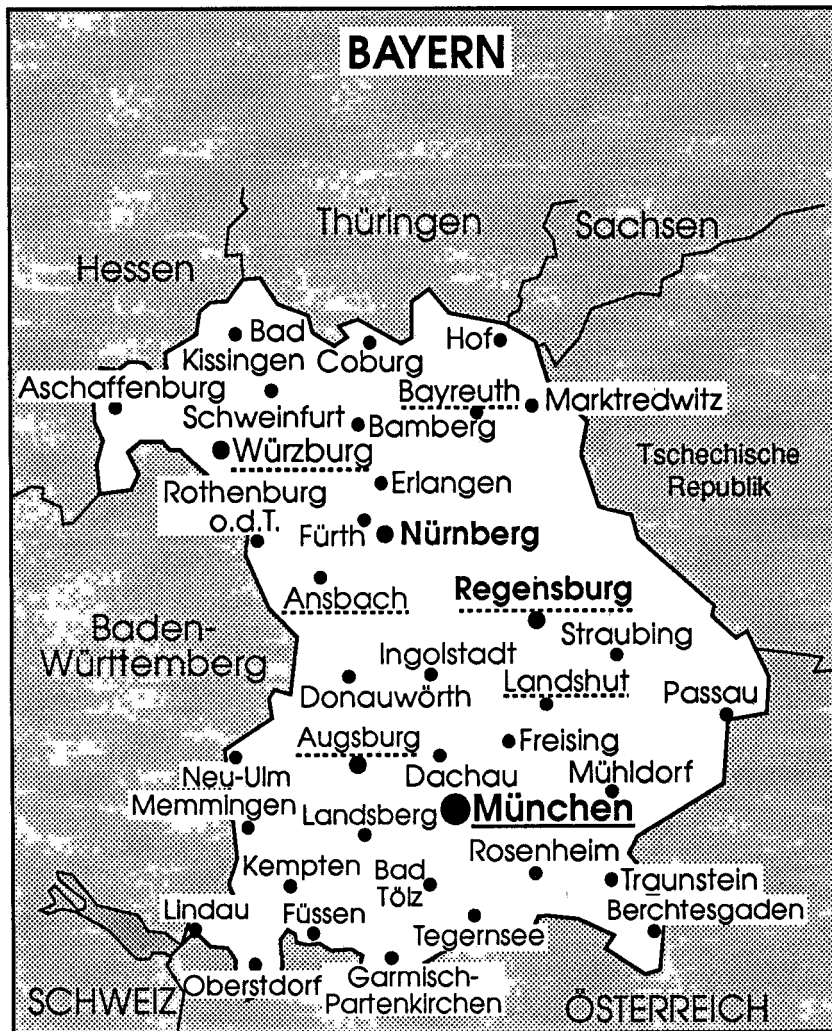 BAYERN
Thüringen
Sachsen
Hessen
Bad
Kissingen
Coburg
Hof
Aschaffenburg
Schweinfurt
Bayreuth
Marktredwitz
Bamberg
Würzburg
Tschechische
Republik
Rothenburg
o.d.T.
Erlangen
Fürth
Nürnberg
Ansbach
Regensburg
Baden-
Württemberg
Straubing
Ingolstadt
Donauwörth
Landshut
Passau
Augsburg
Freising
Neu-Ulm
Dachau
Mühldorf
Memmingen
Landsberg
München
Kempten
Bad
Tölz
Rosenheim
Traunstein
Berchtesgaden
Lindau
Füssen
Tegernsee
Oberstdorf
Garmisch-
Partenkirchen
SCHWEIZ
ÖSTERREICH